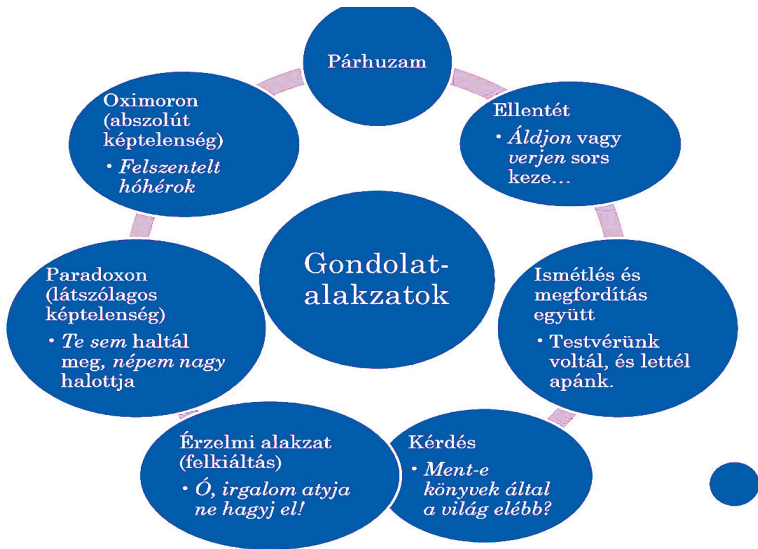 Párhuzam
Ellentét
• Áldjon vagy
verjen sors
keze…
Ismétlés és
megfordítás
együtt
• Testvérünk
voltál, és lettél
apánk.
Kérdés
• Ment-e
könyvek által
a világ elébb?
Érzelmi alakzat
(felkiáltás)
• Ó, irgalom atyja
ne hagyj el!
Paradoxon
(látszólagos
képtelenség)
• Te sem haltál
meg, népem nagy
halottja
Oximoron
(abszolút
képtelenség)
• Felszentelt
hóhérok
Gondolat-
alakzatok